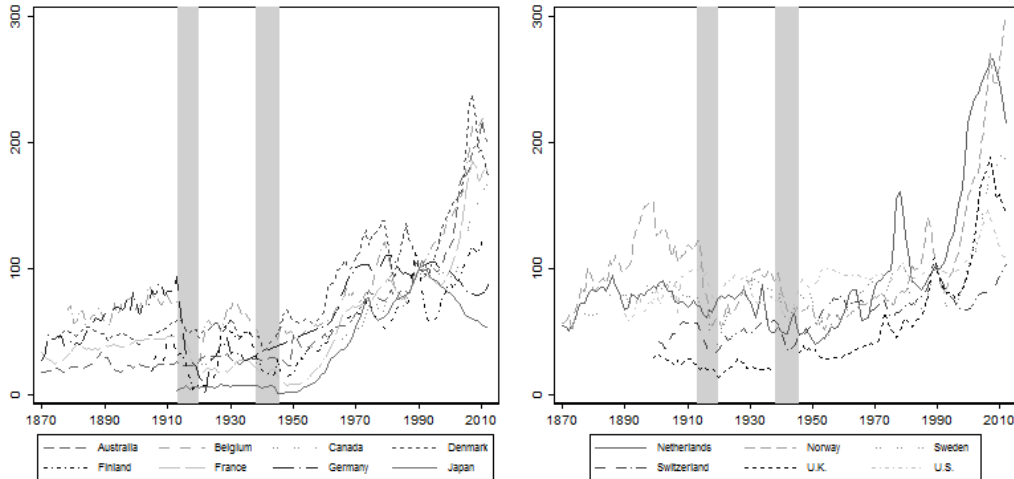 300
200
100
0
1870 1890 1910 1930 1950 1970 1990 2010
Australia Belgium Canada Denmark
Finland France Germany Japan
300
200
100
0
1870 1890 1910 1930 1950 1970 1990 2010
Netherlands Norway Sweden
Switzerland U.K. U.S.